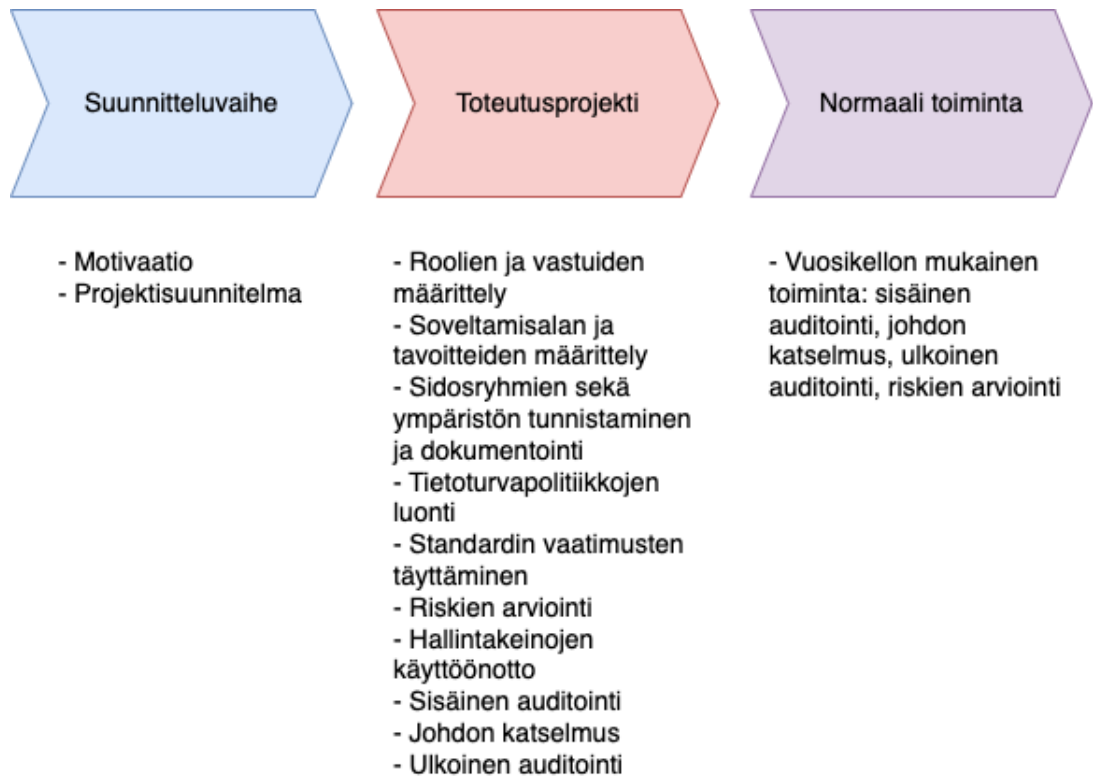 Suunnitteluvaihe
Toteutusprojekti
Normaali toiminta
- Motivaatio
- Projektisuunnitelma
- Roolien ja vastuiden
määrittely
- Soveltamisalan ja
tavoitteiden määrittely
- Sidosryhmien sekä
ympäristön tunnistaminen
ja dokumentointi
- Tietoturvapolitiikkojen
luonti
- Standardin vaatimusten
täyttäminen
- Riskien arviointi
- Hallintakeinojen
käyttöönotto
- Sisäinen auditointi
- Johdon katselmus
- Ulkoinen auditointi
- Vuosikellon mukainen
toiminta: sisäinen
auditointi, johdon
katselmus, ulkoinen
auditointi, riskien arviointi